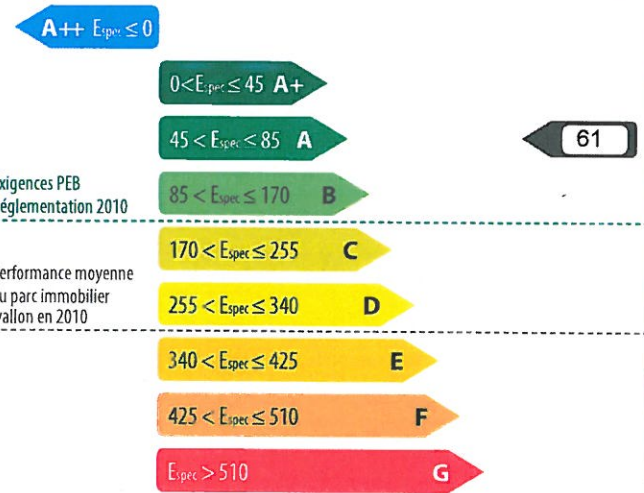 A++ Espec ≤ 0
0<Espec≤ 45 A+
45 < Espec ≤ 85 A
61
xigences PEB
églementation 2010
85 < Espec ≤ 170 B
170 < Espec ≤ 255 C
erformance moyenne
u parc immobilier
allon en 2010
255 < Espec ≤ 340 D
340 < Espec ≤ 425 E
425 < Espec ≤ 510 F
Espec > 510 G